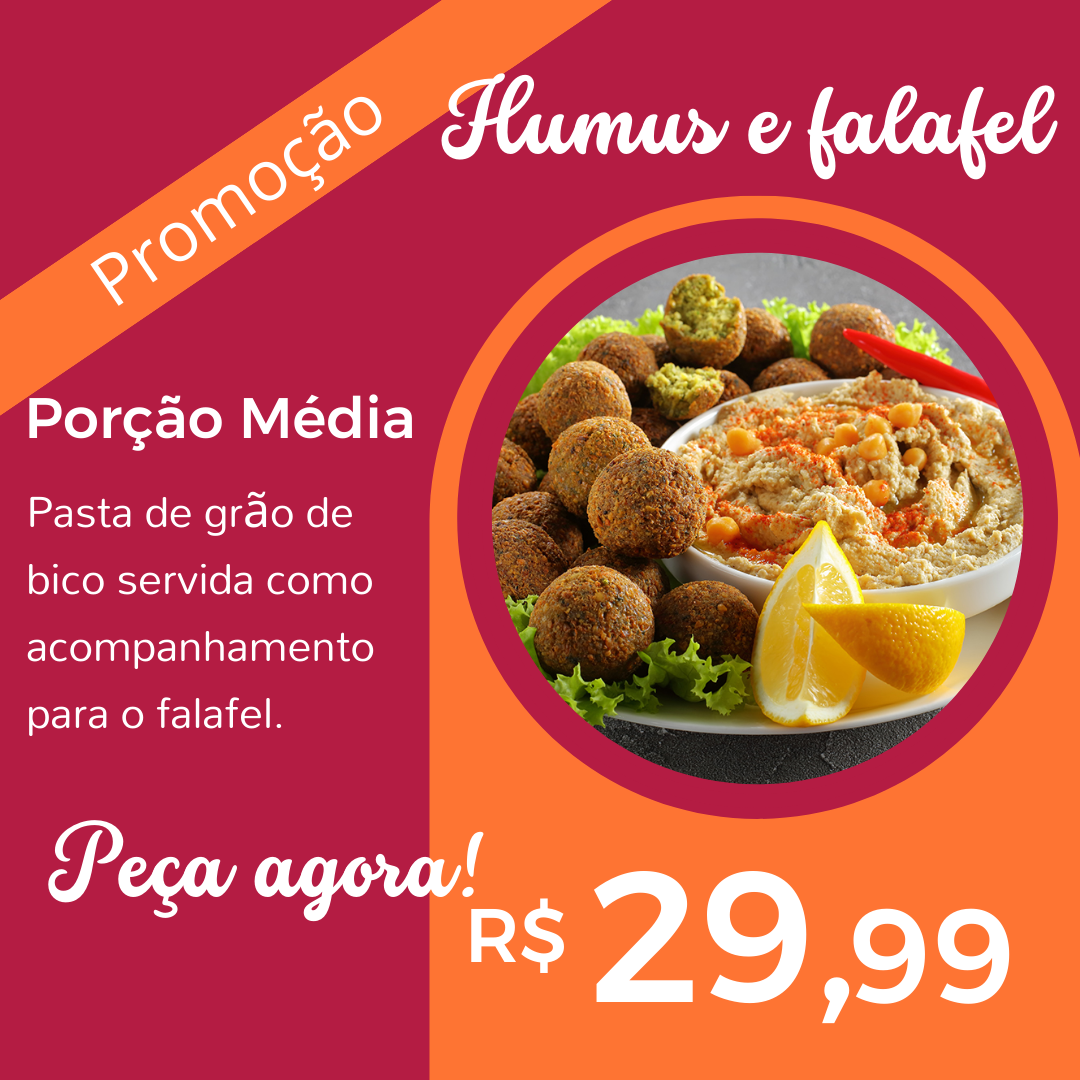 Promoção
Humus e falafel
Porção Média
Pasta de grão de
bico servida como
acompanhamento
para o falafel.
Peça agora!
R$ 29,99